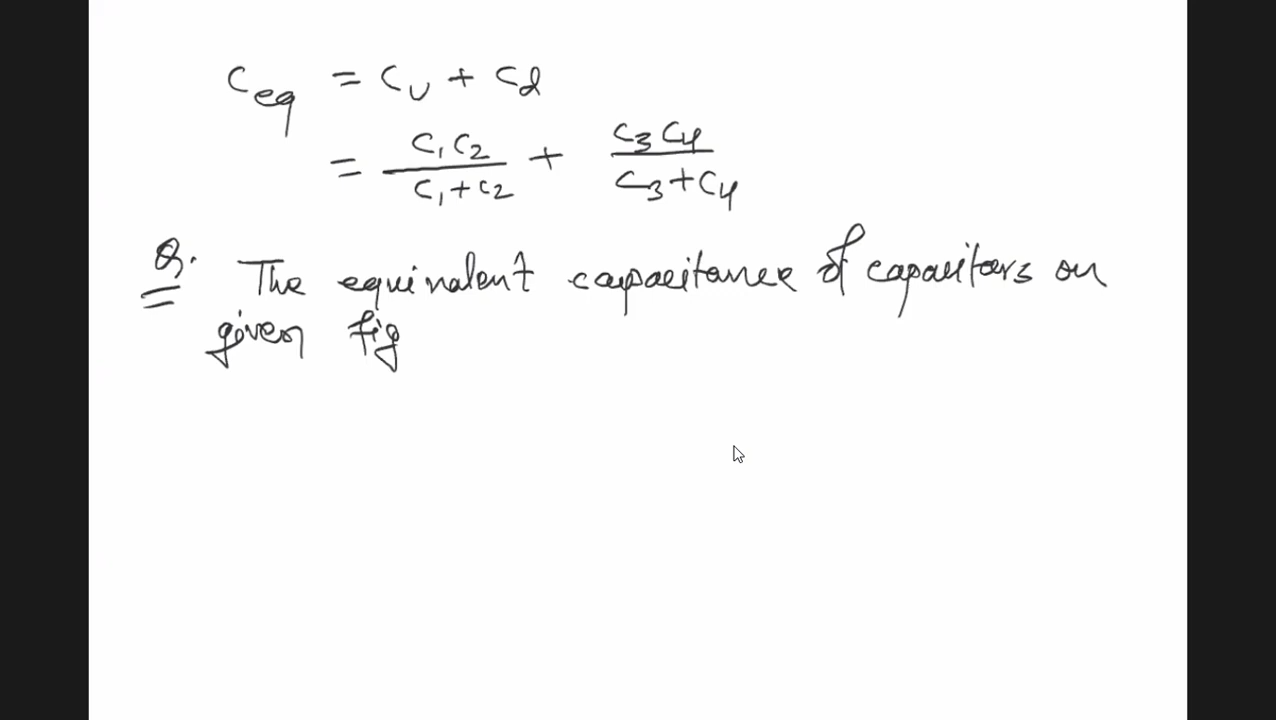 Ceq = CU + Cd
= C1C2/C1+C2 + C3C4/C3+C4
Q. The equivalent capacitance of capacitors on
given fig